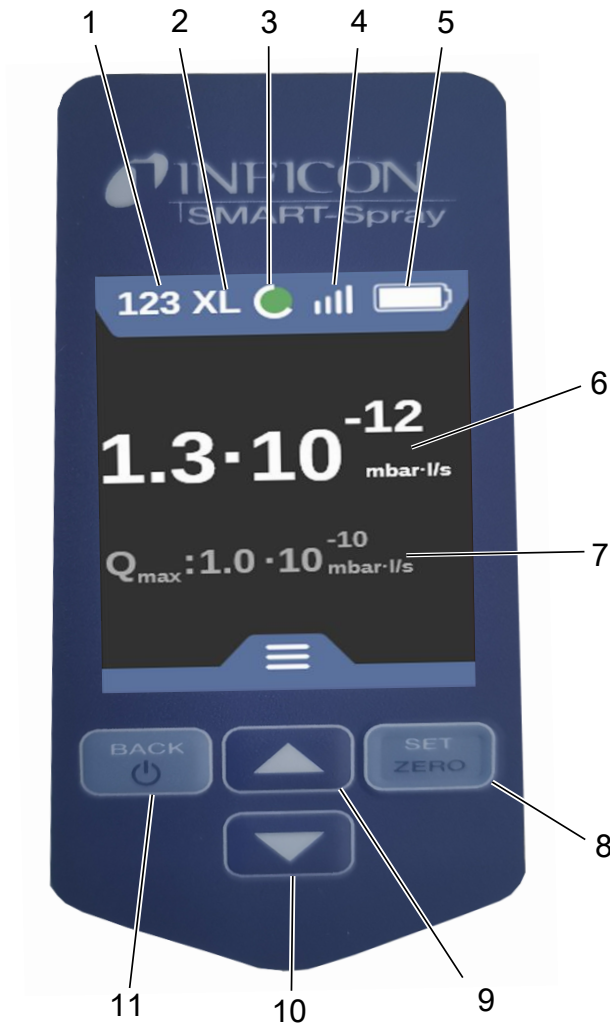 1 2 3 4 5
INFICON
SMART-Spray
123 XL
6
1.3·10-12 mbar·l/s
7
Qmax:1.0 ·10-10 mbar·l/s
BACK
SET
ZERO
8
11 10 9